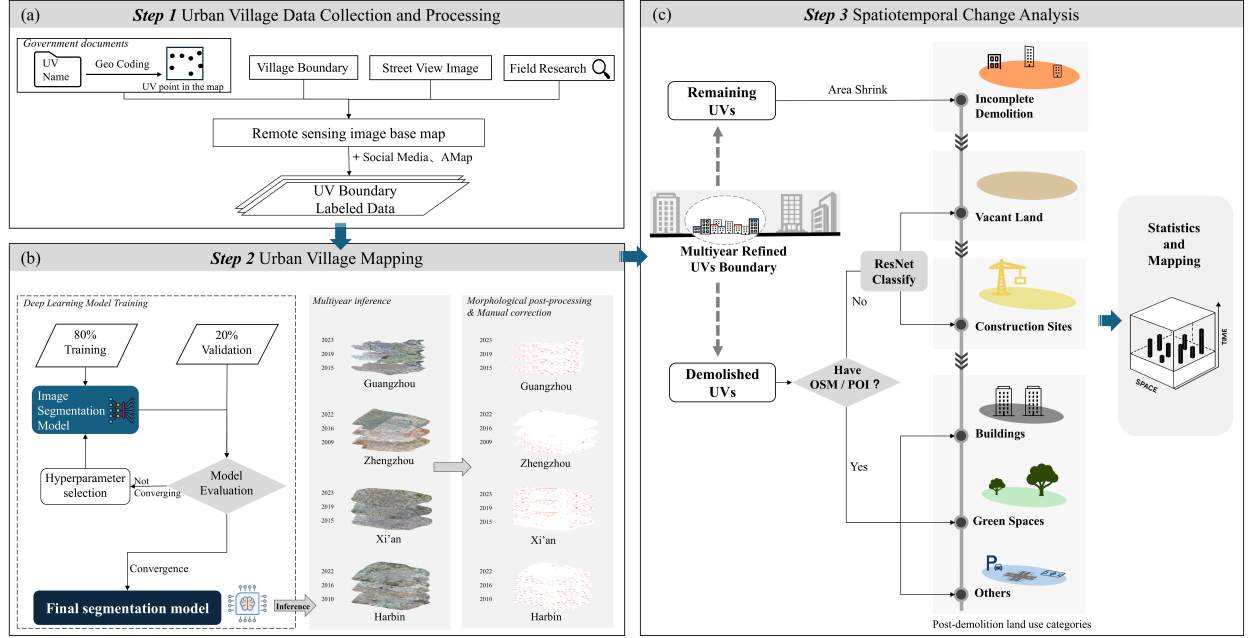 (a)
Step 1 Urban Village Data Collection and Processing
Government documents
UV
Name
Geo Coding
UV point in the map
Village Boundary
Street View Image
Field Research
Remote sensing image base map
+ Social Media、AMap
UV Boundary
Labeled Data
(b)
Step 2 Urban Village Mapping
Deep Learning Model Training
80%
Training
20%
Validation
Image
Segmentation
Model
Hyperparameter
selection
Not
Converging
Model
Evaluation
Convergence
Final segmentation model
Inference
Multiyear inference
2023
2019
2015
Guangzhou
2022
2016
2009
Zhengzhou
2023
2019
2015
Xi'an
2022
2016
2010
Harbin
Morphological post-processing
& Manual correction
2023
2019
2015
Guangzhou
2022
2016
2009
Zhengzhou
2023
2019
2015
Xi'an
2022
2016
2010
Harbin
(c)
Step 3 Spatiotemporal Change Analysis
Remaining
UVs
Area Shrink
Multiyear Refined
UVs Boundary
Demolished
UVs
Have
OSM / POI ?
No
Yes
ResNet
Classify
Incomplete
Demolition
Vacant Land
Construction Sites
Buildings
Green Spaces
P
Others
Post-demolition land use categories
Statistics
and
Mapping
TIME
SPACE